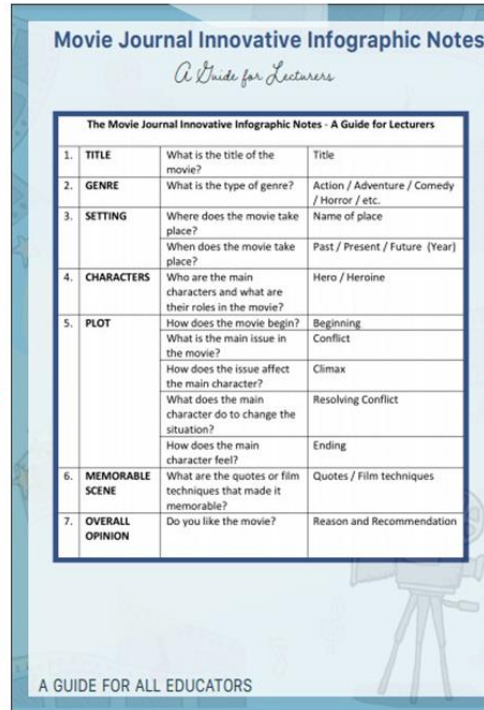 Movie Journal Innovative Infographic Notes
A Guide for Lecturers
The Movie Journal Innovative Infographic Notes - A Guide for Lecturers
1. TITLE What is the title of the Title
movie?
2. GENRE What is the type of genre? Action / Adventure / Comedy
/ Horror / etc.
3. SETTING Where does the movie take Name of place
place?
When does the movie take Past / Present / Future (Year)
place?
4. CHARACTERS Who are the main Hero / Heroine
characters and what are
their roles in the movie?
5. PLOT How does the movie begin? Beginning
What is the main issue in Conflict
the movie?
How does the issue affect Climax
the main character?
What does the main Resolving Conflict
character do to change the
situation?
How does the main Ending
character feel?
6. MEMORABLE What are the quotes or film Quotes / Film techniques
SCENE techniques that made it
memorable?
7. OVERALL Do you like the movie? Reason and Recommendation
OPINION
A GUIDE FOR ALL EDUCATORS